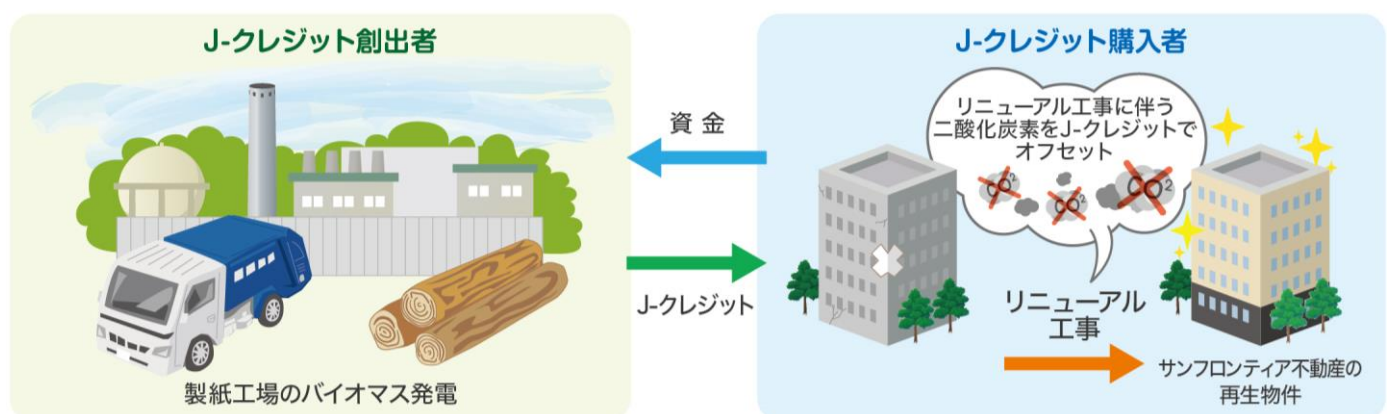 J-クレジット創出者
製紙工場のバイオマス発電
資金
J-クレジット
J-クレジット購入者
リニューアル工事に伴う
二酸化炭素をJ-クレジットで
オフセット
CO²
CO²
CO²
リニューアル
工事
サンフロンティア不動産の
再生物件